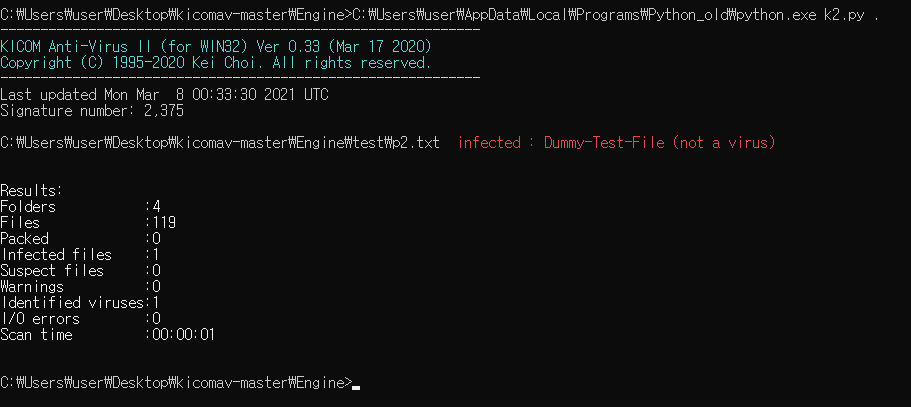 C:₩Users₩user₩Desktop₩kicomav-master₩Engine>C:₩Users₩user₩AppData₩Local₩Programs₩Python_old₩python.exe k2.py .
------------------------------------------------------------
KICOM Anti-Virus II (for WIN32) Ver 0.33 (Mar 17 2020)
Copyright (C) 1995-2020 Kei Choi. All rights reserved.
------------------------------------------------------------
Last updated Mon Mar  8 00:33:30 2021 UTC
Signature number: 2,375
C:₩Users₩user₩Desktop₩kicomav-master₩Engine₩test₩p2.txt  infected : Dummy-Test-File (not a virus)
Results:
Folders           :4
Files             :119
Packed            :0
Infected files    :1
Suspect files     :0
Warnings          :0
Identified viruses:1
I/O errors        :0
Scan time         :00:00:01
C:₩Users₩user₩Desktop₩kicomav-master₩Engine>